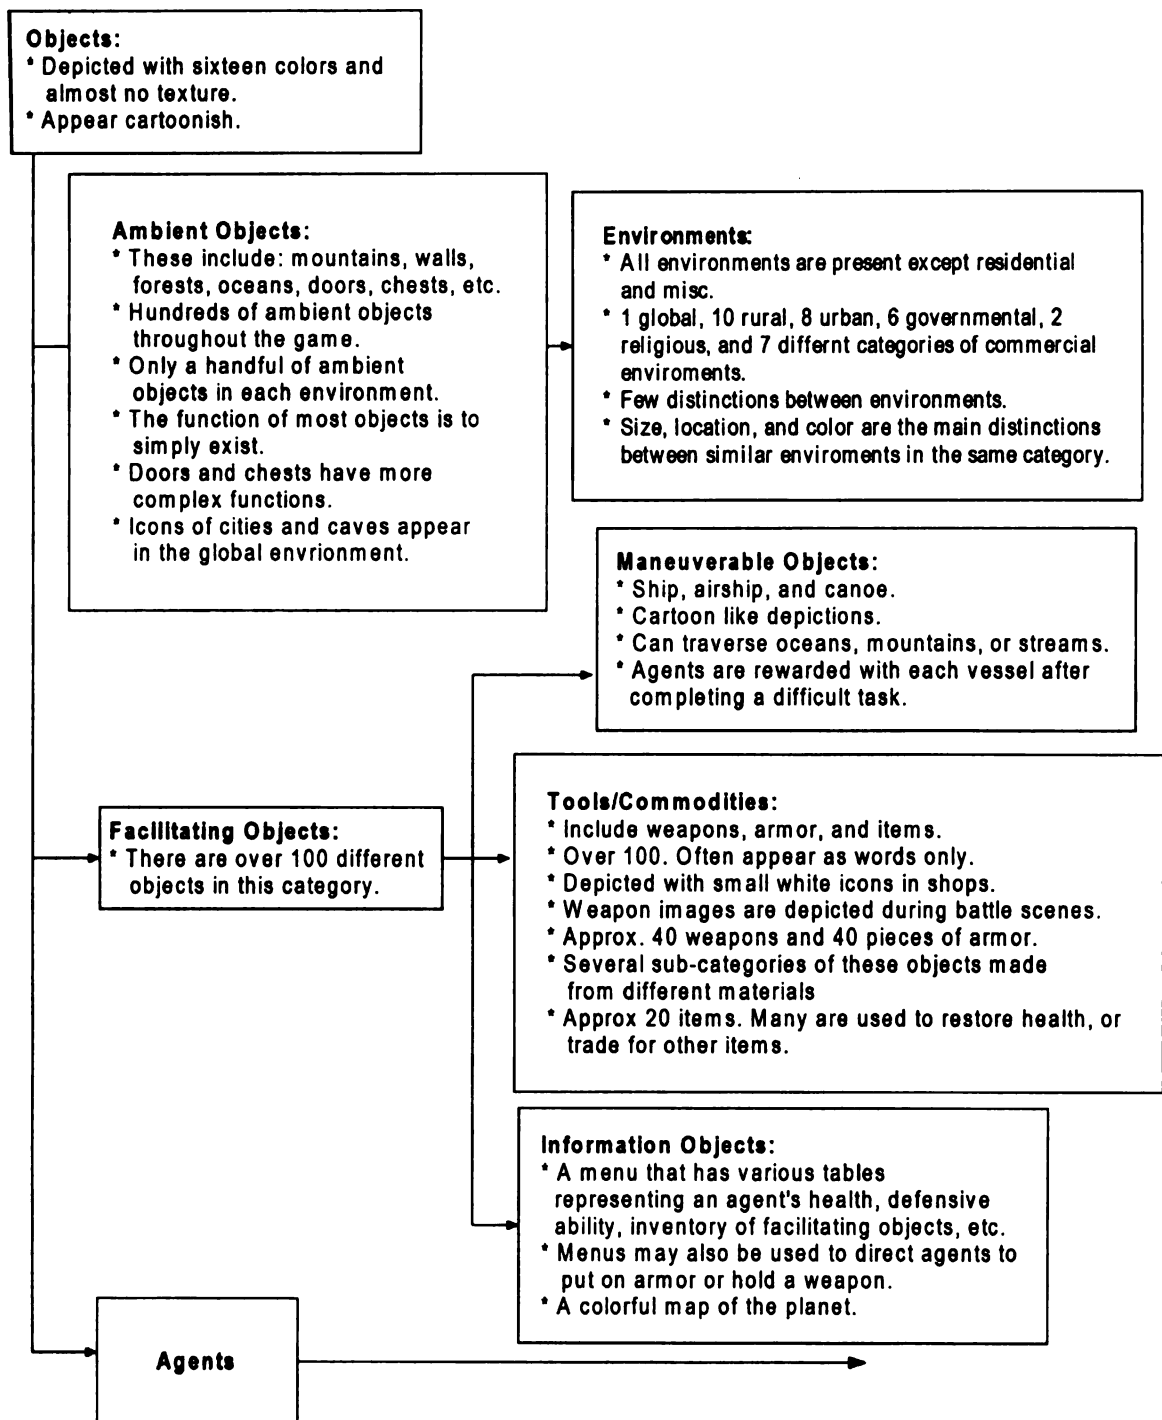 Objects:
* Depicted with sixteen colors and
almost no texture.
* Appear cartoonish.
Ambient Objects:
* These include: mountains, walls,
forests, oceans, doors, chests, etc.
* Hundreds of ambient objects
throughout the game.
* Only a handful of ambient
objects in each environment.
* The function of most objects is to
simply exist.
* Doors and chests have more
complex functions.
* Icons of cities and caves appear
in the global envrionment.
Environments:
* All environments are present except residential
and misc.
* 1 global, 10 rural, 8 urban, 6 governmental, 2
religious, and 7 differnt categories of commercial
enviroments.
* Few distinctions between environments.
* Size, location, and color are the main distinctions
between similar enviroments in the same category.
Maneuverable Objects:
* Ship, airship, and canoe.
* Cartoon like depictions.
* Can traverse oceans, mountains, or streams.
* Agents are rewarded with each vessel after
completing a difficult task.
Facilitating Objects:
* There are over 100 different
objects in this category.
Tools/Commodities:
* Include weapons, armor, and items.
* Over 100. Often appear as words only.
* Depicted with small white icons in shops.
* Weapon images are depicted during battle scenes.
* Approx. 40 weapons and 40 pieces of armor.
* Several sub-categories of these objects made
from different materials
* Approx 20 items. Many are used to restore health, or
trade for other items.
Information Objects:
* A menu that has various tables
representing an agent's health, defensive
ability, inventory of facilitating objects, etc.
* Menus may also be used to direct agents to
put on armor or hold a weapon.
* A colorful map of the planet.
Agents